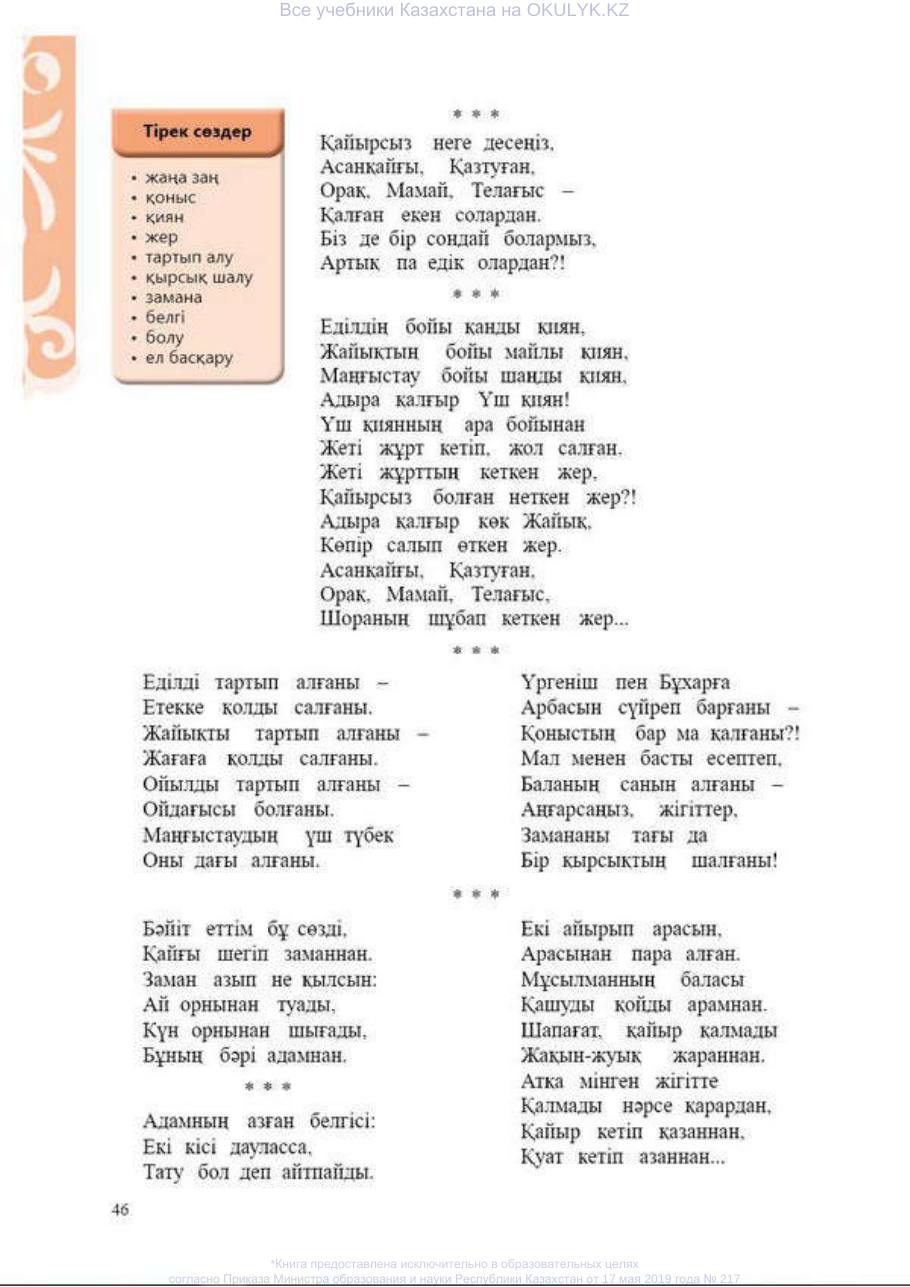 Все учебники Казахстана на OKULYK.KZ
Тірек сөздер
• жаңа заң
• қоныс
• қиян
• жер
• тартып алу
• қырсық шалу
• замана
• белгі
• болу
• ел басқару
* * *
Қайырсыз неге десеңіз,
Асанқайғы, Қазтуған,
Орақ, Мамай, Телағыс –
Қалған екен солардан.
Біз де бір сондай болармыз,
Артық па едік олардан?!
* * *
Еділдің бойы қанды қиян,
Жайықтың бойы майлы қиян,
Маңғыстау бойы шаңды қиян,
Адыра қалғыр Үш қиян!
Үш қиянның ара бойынан
Жеті жұрт кетіп, жол салған.
Жеті жұрттың кеткен жер,
Қайырсыз болған неткен жер?!
Адыра қалғыр көк Жайық,
Көпір салып өткен жер.
Асанқайғы, Қазтуған,
Орақ, Мамай, Телағыс,
Шораның шұбап кеткен жер...
* * *
Еділді тартып алғаны –
Етекке қолды салғаны.
Жайықты тартып алғаны –
Жағаға қолды салғаны.
Ойылды тартып алғаны –
Ойдағысы болғаны.
Маңғыстаудың үш түбек
Оны дағы алғаны.
Үргеніш пен Бұхарға
Арбасын сүйреп барғаны –
Қоныстың бар ма қалғаны?!
Мал менен басты есептеп,
Баланың санын алғаны –
Аңғарсаңыз, жігіттер,
Замананы тағы да
Бір қырсықтың шалғаны!
* * *
Бәйіт еттім бұ сөзді,
Қайғы шегіп заманнан.
Заман азып не қылсын:
Ай орнынан туады,
Күн орнынан шығады,
Бұның бәрі адамнан.
* * *
Адамның азған белгісі:
Екі кісі дауласса,
Тату бол деп айтпайды.
Екі айырып арасын,
Арасынан пара алған.
Мұсылманның баласы
Қашуды қойды арамнан.
Шапағат, қайыр қалмады
Жақын-жуық жараннан.
Атқа мінген жігітте
Қалмады нәрсе қарардан,
Қайыр кетіп қазаннан,
Қуат кетіп азаннан...
46
*Книга предоставлена исключительно в образовательных целях
согласно Приказа Министра образования и науки Республики Казахстан от 17 мая 2019 года № 217